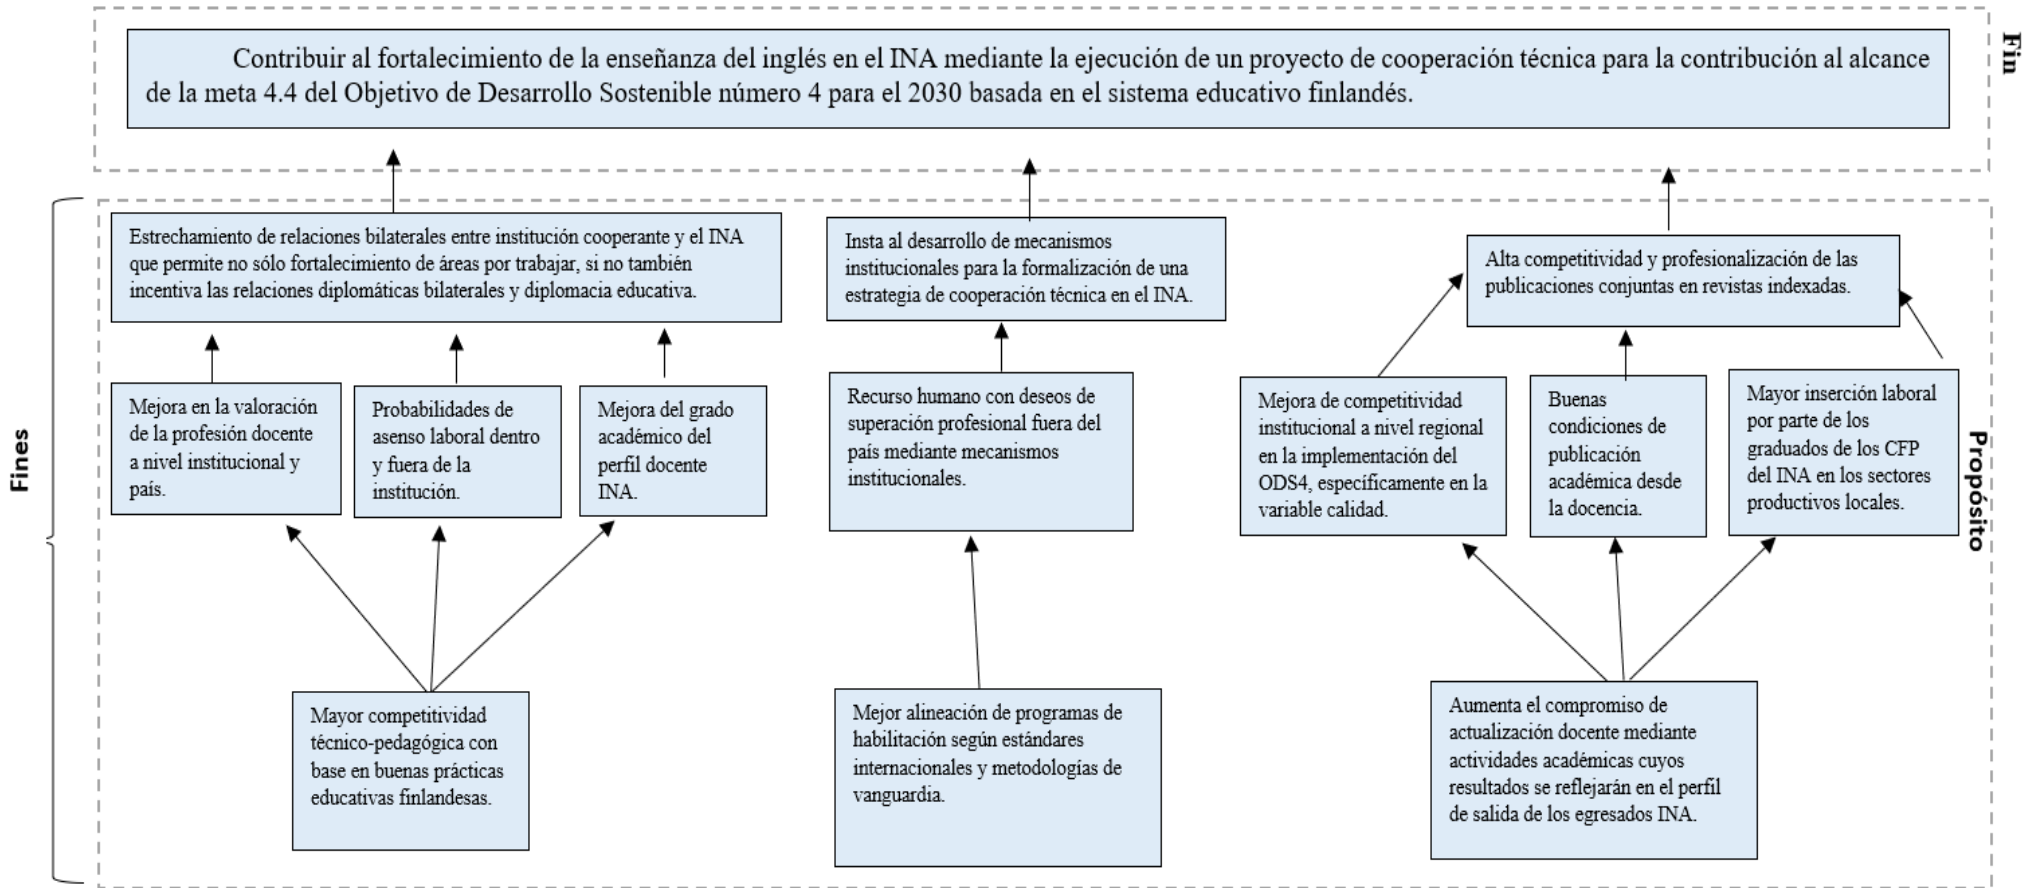 Contribuir al fortalecimiento de la enseñanza del inglés en el INA mediante la ejecución de un proyecto de cooperación técnica para la contribución al alcance
de la meta 4.4 del Objetivo de Desarrollo Sostenible número 4 para el 2030 basada en el sistema educativo finlandés.
Fin
Fines
Estrechamiento de relaciones bilaterales entre institución cooperante y el INA
que permite no sólo fortalecimiento de áreas por trabajar, si no también
incentiva las relaciones diplomáticas bilaterales y diplomacia educativa.
Insta al desarrollo de mecanismos
institucionales para la formalización de una
estrategia de cooperación técnica en el INA.
Alta competitividad y profesionalización de las
publicaciones conjuntas en revistas indexadas.
Mejora en la valoración
de la profesión docente
a nivel institucional y
país.
Probabilidades de
asenso laboral dentro
y fuera de la
institución.
Mejora del grado
académico del
perfil docente
INA.
Recurso humano con deseos de
superación profesional fuera del
país mediante mecanismos
institucionales.
Mejora de competitividad
institucional a nivel regional
en la implementación del
ODS4, específicamente en la
variable calidad.
Buenas
condiciones de
publicación
académica desde
la docencia.
Mayor inserción laboral
por parte de los
graduados de los CFP
del INA en los sectores
productivos locales.
Propósito
Mayor competitividad
técnico-pedagógica con
base en buenas prácticas
educativas finlandesas.
Mejor alineación de programas de
habilitación según estándares
internacionales y metodologías de
vanguardia.
Aumenta el compromiso de
actualización docente mediante
actividades académicas cuyos
resultados se reflejarán en el perfil
de salida de los egresados INA.